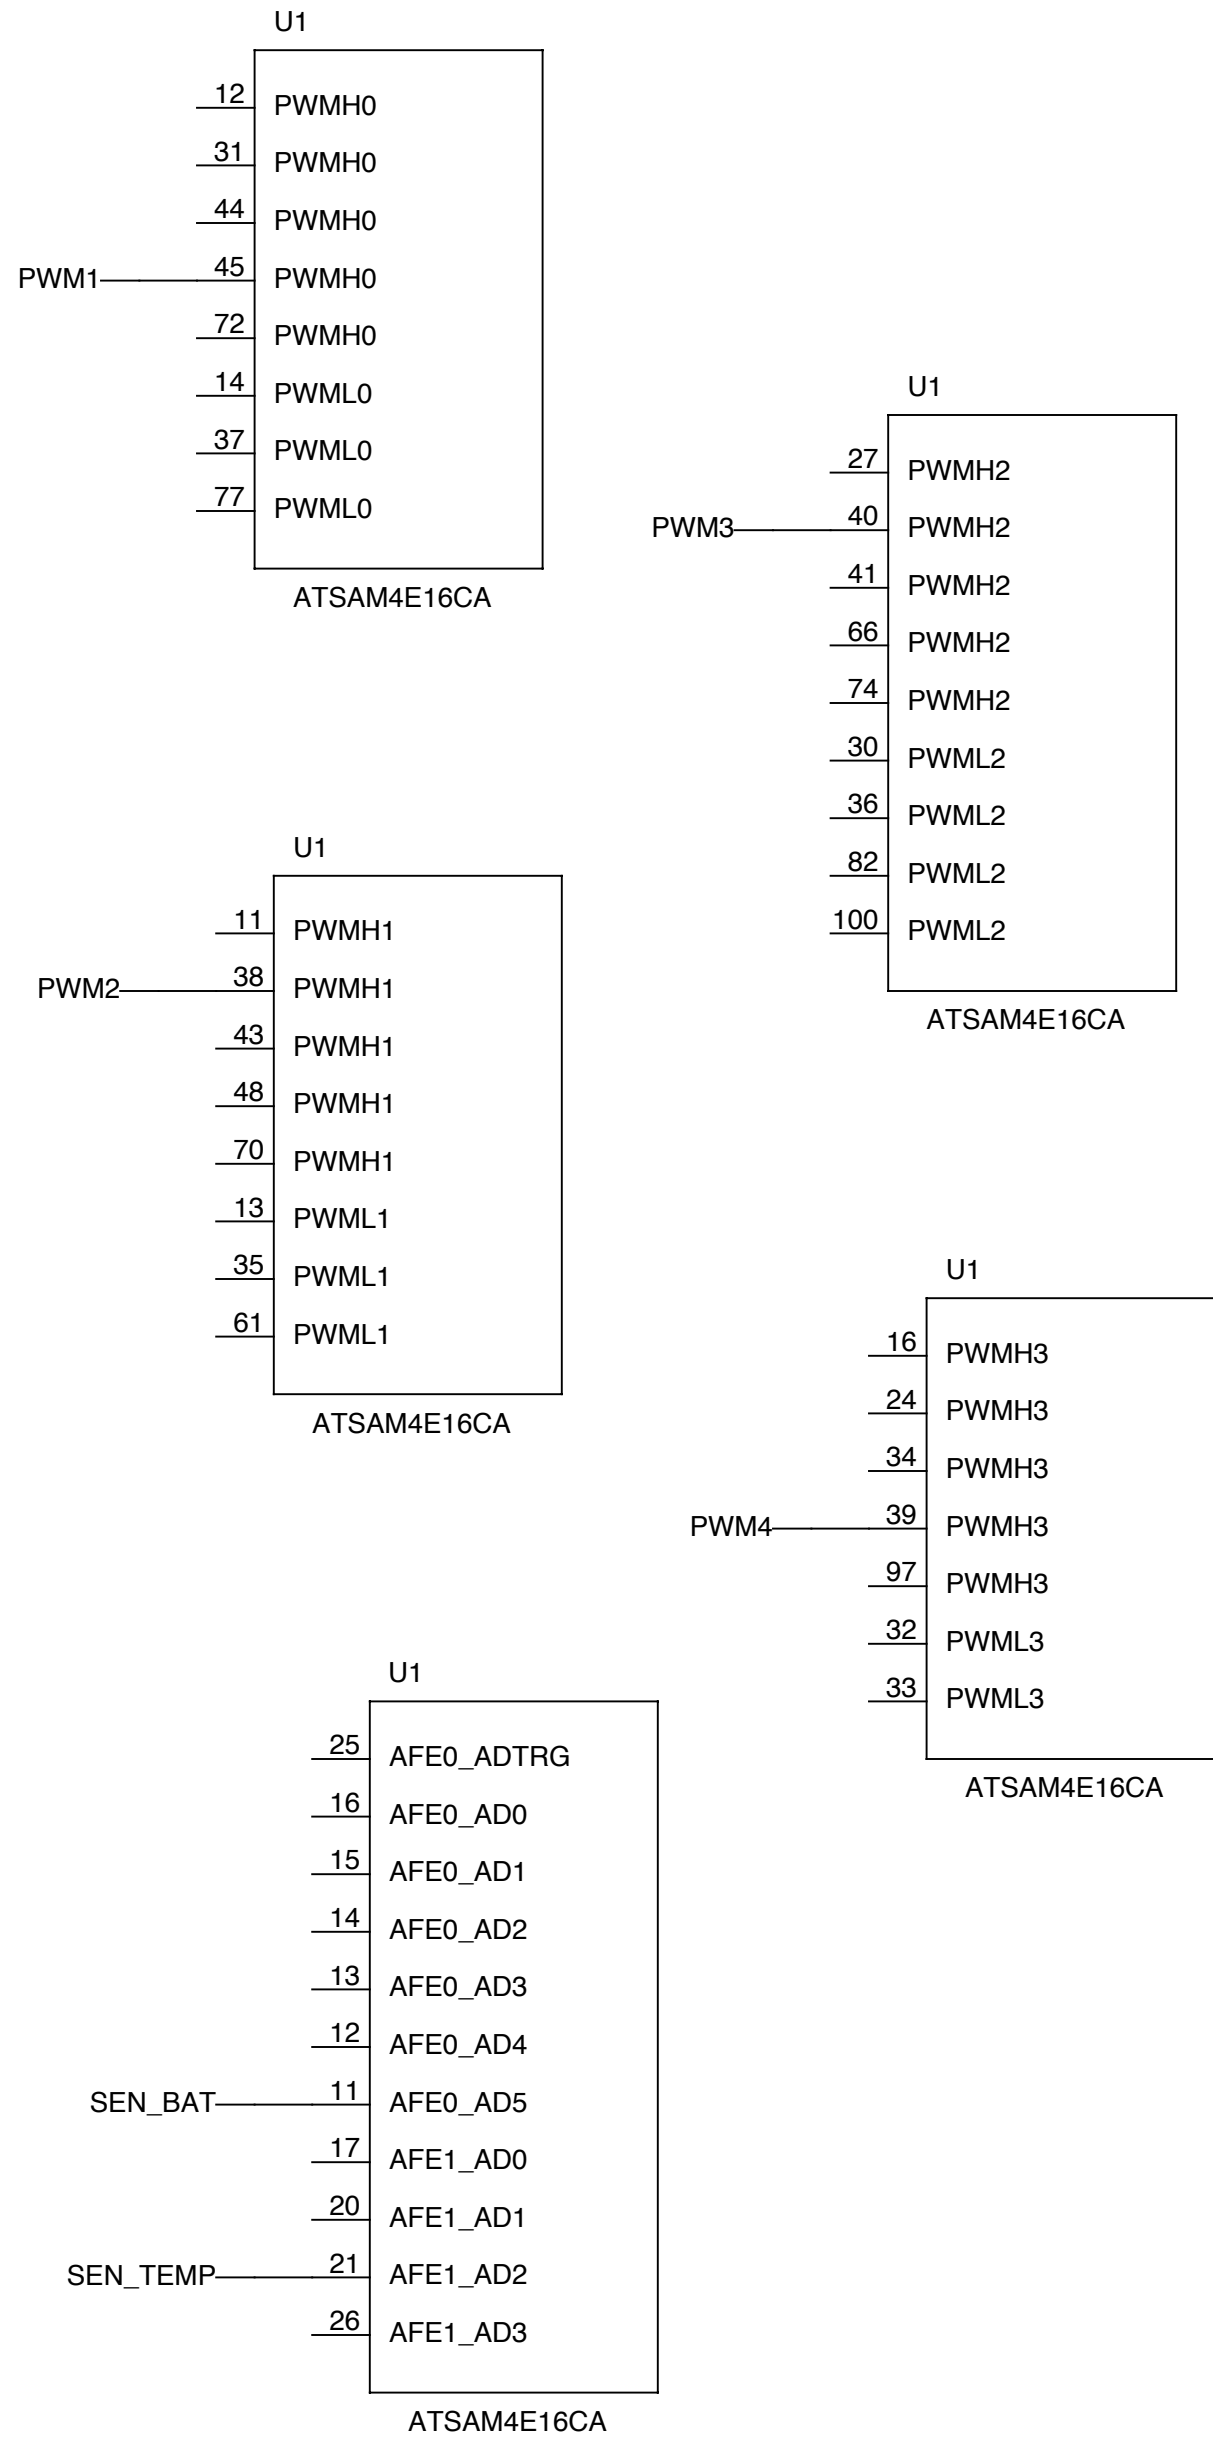 U1
12 PWMH0
31 PWMH0
44 PWMH0
PWM1 45 PWMH0
72 PWMH0
14 PWML0
37 PWML0
77 PWML0
ATSAM4E16CA
U1
27 PWMH2
PWM3 40 PWMH2
41 PWMH2
66 PWMH2
74 PWMH2
30 PWML2
36 PWML2
82 PWML2
100 PWML2
ATSAM4E16CA
U1
11 PWMH1
PWM2 38 PWMH1
43 PWMH1
48 PWMH1
70 PWMH1
13 PWML1
35 PWML1
61 PWML1
ATSAM4E16CA
U1
16 PWMH3
24 PWMH3
34 PWMH3
PWM4 39 PWMH3
97 PWMH3
32 PWML3
33 PWML3
ATSAM4E16CA
U1
25 AFE0_ADTRG
16 AFE0_AD0
15 AFE0_AD1
14 AFE0_AD2
13 AFE0_AD3
12 AFE0_AD4
SEN_BAT 11 AFE0_AD5
17 AFE1_AD0
20 AFE1_AD1
SEN_TEMP 21 AFE1_AD2
26 AFE1_AD3
ATSAM4E16CA